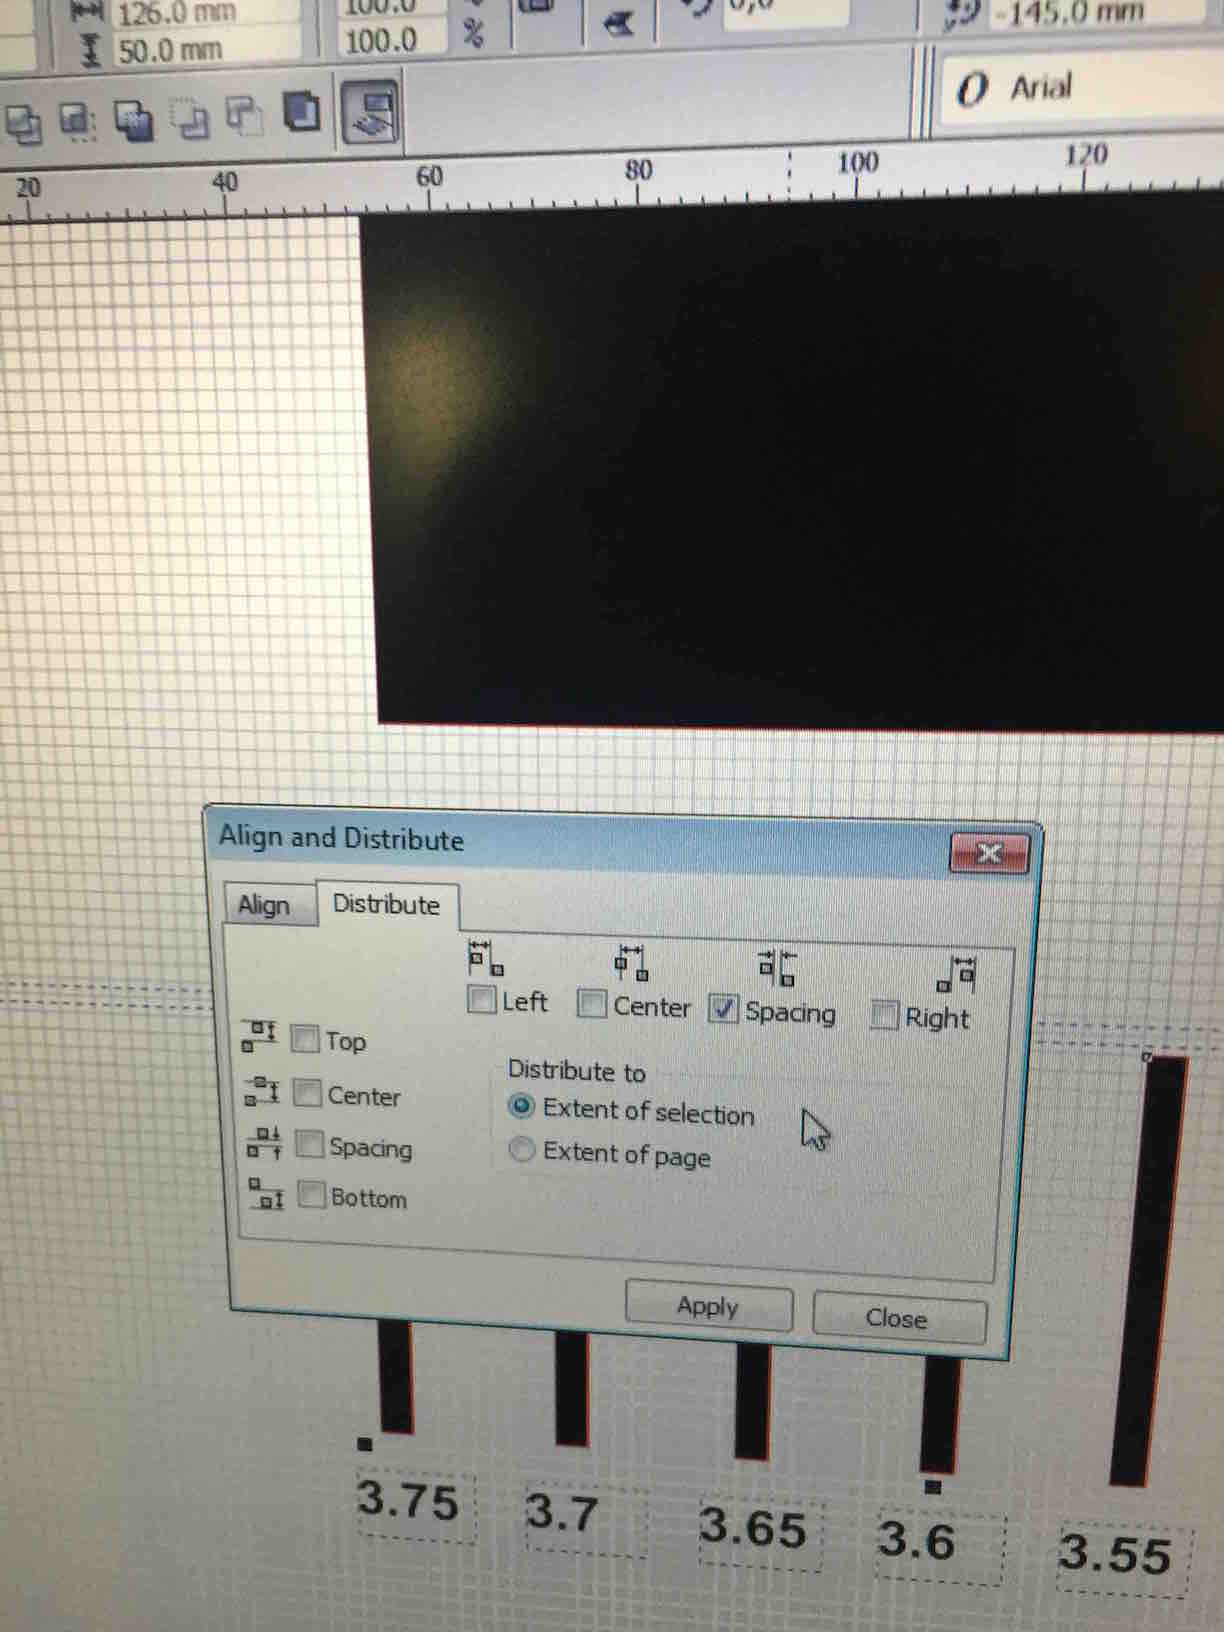 126.0 mm
50.0 mm
100.0
100.0
%
0,0
-145.0 mm
O Arial
20 40 60 80 100 120
Align and Distribute
Align Distribute
Left Center Spacing Right
Top
Center
Spacing
Bottom
Distribute to
Extent of selection
Extent of page
Apply Close
3.75 3.7 3.65 3.6 3.55